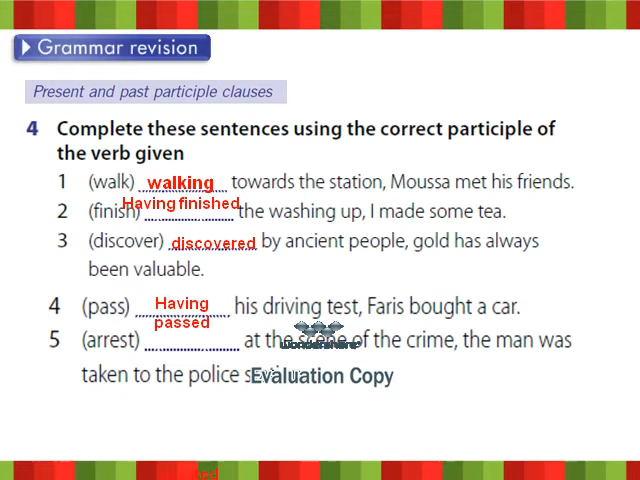 Grammar revision
Present and past participle clauses
4 Complete these sentences using the correct participle of
the verb given
1 (walk) walking towards the station, Moussa met his friends.
2 (finish) Having finished the washing up, I made some tea.
3 (discover) discovered by ancient people, gold has always
been valuable.
4 (pass) Having passed his driving test, Faris bought a car.
5 (arrest) at the scene of the crime, the man was
wondershare
taken to the police
Evaluation Copy